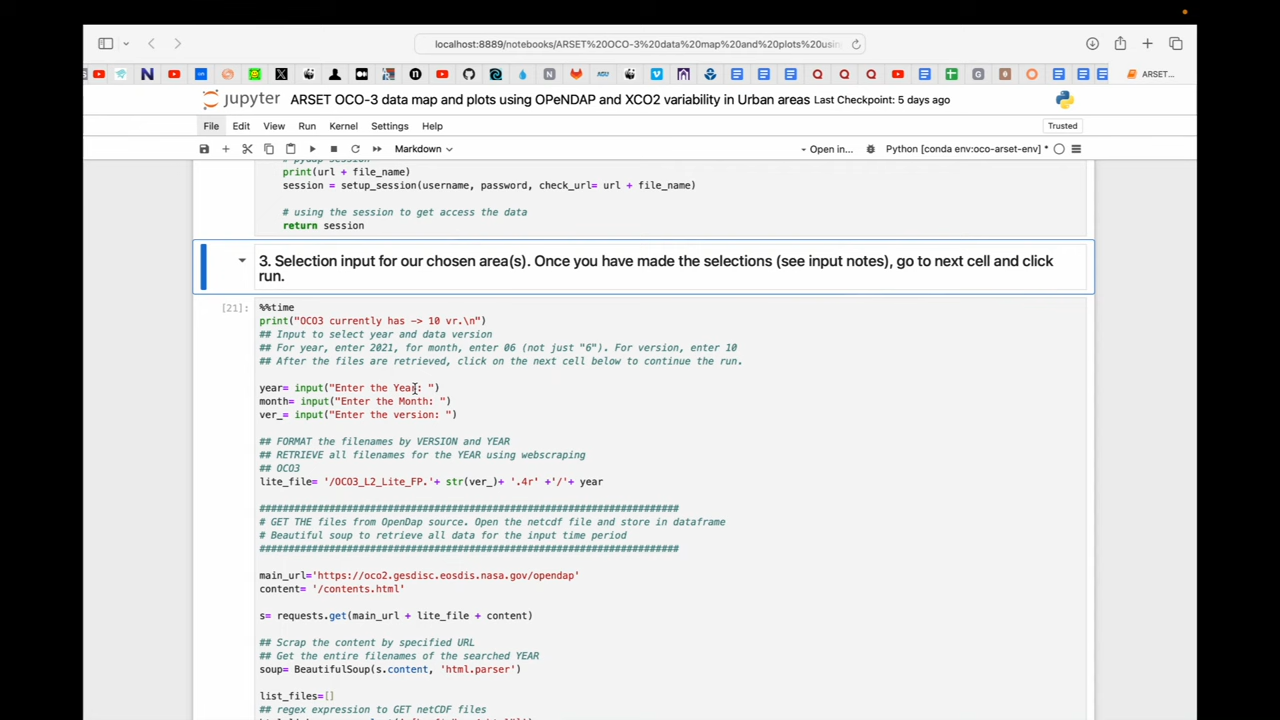 localhost:8889/notebooks/ARSET%20OCO-3%20data%20map%20and%20plots%20usin
ARSET...
jupyter ARSET OCO-3 data map and plots using OPeNDAP and XCO2 variability in Urban areas Last Checkpoint: 5 days ago
File Edit View Run Kernel Settings Help Trusted
Markdown Open in... Python [conda env:oco-arset-env] *
# pydap session
print(url + file_name)
session = setup_session(username, password, check_url= url + file_name)
# using the session to get access the data
return session
3. Selection input for our chosen area(s). Once you have made the selections (see input notes), go to next cell and click
run.
[21]: %%time
print("OCO3 currently has -> 10 vr.\n")
## Input to select year and data version
## For year, enter 2021, for month, enter 06 (not just "6"). For version, enter 10
## After the files are retrieved, click on the next cell below to continue the run.
year= input("Enter the Year: ")
month= input("Enter the Month: ")
ver_= input("Enter the version: ")
## FORMAT the filenames by VERSION and YEAR
## RETRIEVE all filenames for the YEAR using webscraping
## OCO3
lite_file= '/OCO3_L2_Lite_FP.'+ str(ver_)+ '.4r' +'/'+ year
########################################################################
# GET THE files from OpenDap source. Open the netcdf file and store in dataframe
# Beautiful soup to retrieve all data for the input time period
########################################################################
main_url='https://oco2.gesdisc.eosdis.nasa.gov/opendap'
content= '/contents.html'
s= requests.get(main_url + lite_file + content)
## Scrap the content by specified URL
## Get the entire filenames of the searched YEAR
soup= BeautifulSoup(s.content, 'html.parser')
list_files=[]
## regex expression to GET netCDF files